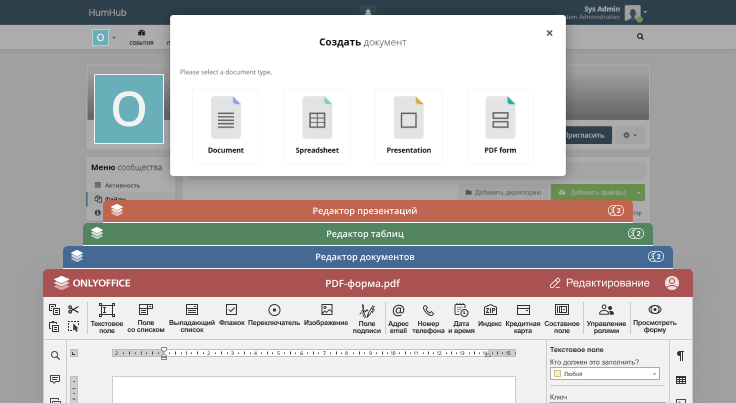 HumHub
Sys Admin
System Administration
O
СОБЫТИЯ
Создать документ
Please select a document type.
Document
Spreadsheet
Presentation
PDF form
O
Пригласить
Меню сообщества
Активность
Файлы
Добавить директорию
Добавить файл(ы)
Редактор презентаций
2
Редактор таблиц
2
Редактор документов
2
ONLYOFFICE
PDF-форма.pdf
Редактирование
Текстовое поле
Поле со списком
Выпадающий список
Флажок
Переключатель
Изображение
Поле подписи
Адрес email
Номер телефона
Дата и время
ZIP
Индекс
Кредитная карта
Составное поле
Управление ролями
Просмотреть форму
Текстовое поле
Кто должен это заполнить?
Любой
Ключ